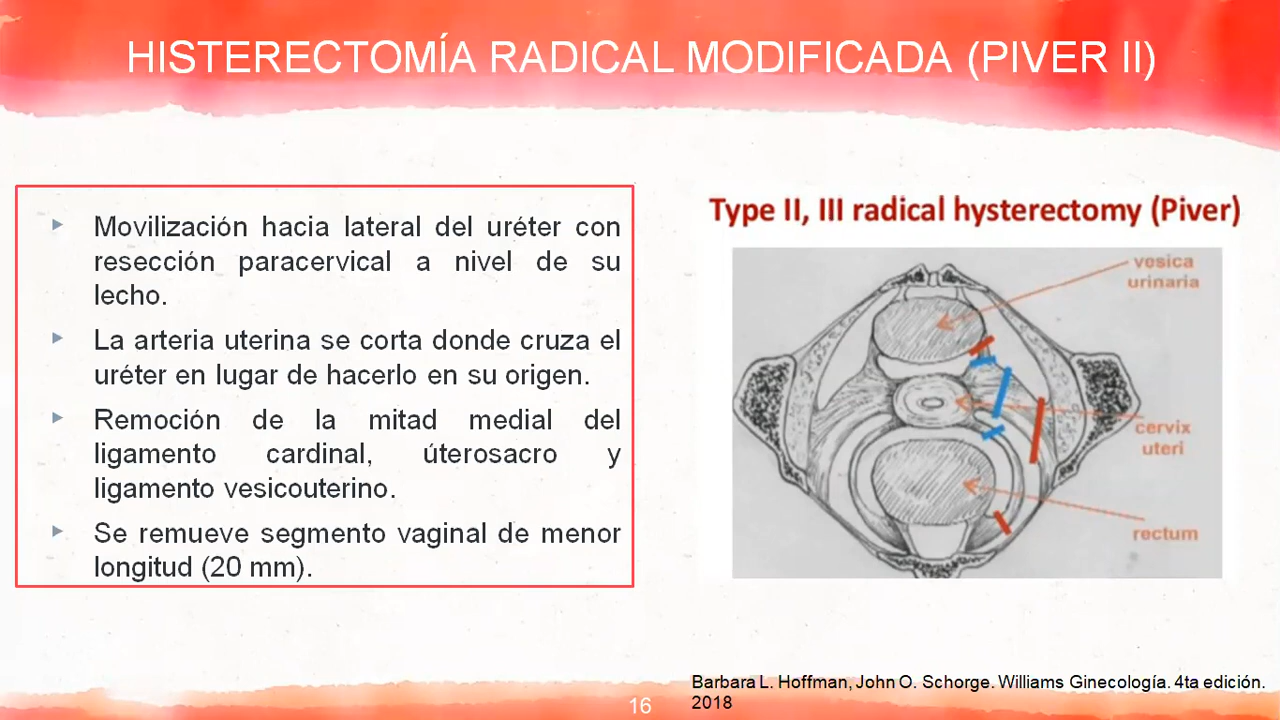 HISTERECTOMÍA RADICAL MODIFICADA (PIVER II)
Movilización hacia lateral del uréter con
resección paracervical a nivel de su
lecho.
La arteria uterina se corta donde cruza el
uréter en lugar de hacerlo en su origen.
Remoción de la mitad medial del
ligamento cardinal, úterosacro y
ligamento vesicouterino.
Se remueve segmento vaginal de menor
longitud (20 mm).
Type II, III radical hysterectomy (Piver)
vesica
urinaria
cervix
uteri
rectum
Barbara L. Hoffman, John O. Schorge. Williams Ginecología. 4ta edición.
2018
16